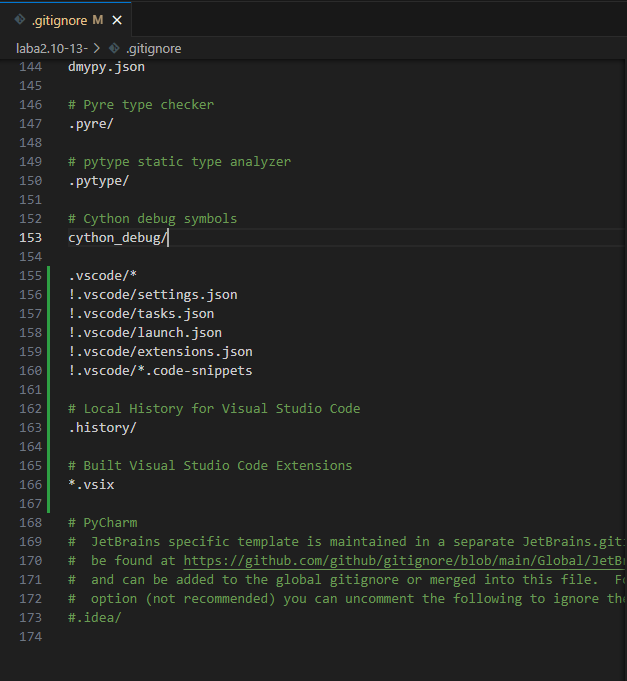 .gitignore M
laba2.10-13- > .gitignore
144 dmypy.json
145
146 # Pyre type checker
147 .pyre/
148
149 # pytype static type analyzer
150 .pytype/
151
152 # Cython debug symbols
153 cython_debug/
154
155 .vscode/*
156 !.vscode/settings.json
157 !.vscode/tasks.json
158 !.vscode/launch.json
159 !.vscode/extensions.json
160 !.vscode/*.code-snippets
161
162 # Local History for Visual Studio Code
163 .history/
164
165 # Built Visual Studio Code Extensions
166 *.vsix
167
168 # PyCharm
169 #  JetBrains specific template is maintained in a separate JetBrains.git
170 #  be found at https://github.com/github/gitignore/blob/main/Global/JetB
171 #  and can be added to the global gitignore or merged into this file.  Fo
172 #  option (not recommended) you can uncomment the following to ignore the
173 #.idea/
174